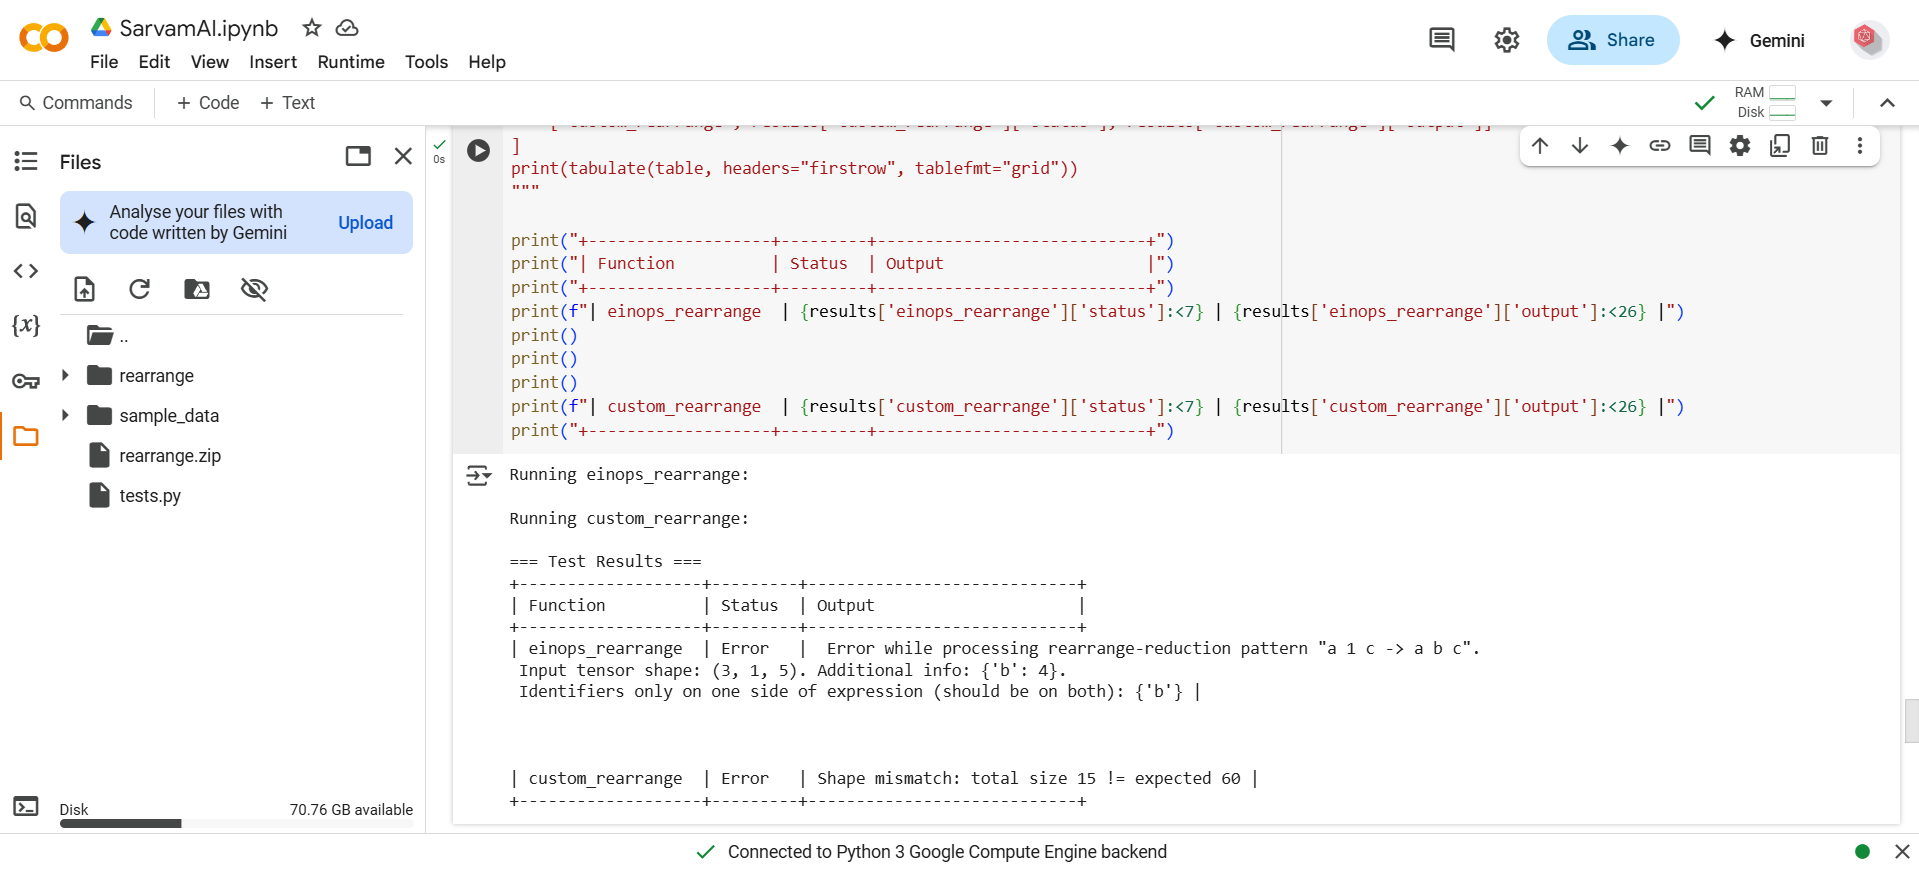 SarvamAI.ipynb
File Edit View Insert Runtime Tools Help
Share
Gemini
Commands + Code + Text
RAM
Disk
Files
Analyse your files with
code written by Gemini
Upload
{x}
..
rearrange
sample_data
rearrange.zip
tests.py
Disk 70.76 GB available
0s
]
print(tabulate(table, headers="firstrow", tablefmt="grid"))
"""
print("+-------------------+---------+----------------------------+")
print("| Function          | Status  | Output                     |")
print("+-------------------+---------+----------------------------+")
print(f"| einops_rearrange  | {results['einops_rearrange']['status']:<7} | {results['einops_rearrange']['output']:<26} |")
print()
print()
print()
print(f"| custom_rearrange  | {results['custom_rearrange']['status']:<7} | {results['custom_rearrange']['output']:<26} |")
print("+-------------------+---------+----------------------------+")
Running einops_rearrange:
Running custom_rearrange:
=== Test Results ===
+-------------------+---------+----------------------------+
| Function          | Status  | Output                     |
+-------------------+---------+----------------------------+
| einops_rearrange  | Error   |  Error while processing rearrange-reduction pattern "a 1 c -> a b c".
 Input tensor shape: (3, 1, 5). Additional info: {'b': 4}.
 Identifiers only on one side of expression (should be on both): {'b'} |
| custom_rearrange  | Error   | Shape mismatch: total size 15 != expected 60 |
+-------------------+---------+----------------------------+
Connected to Python 3 Google Compute Engine backend